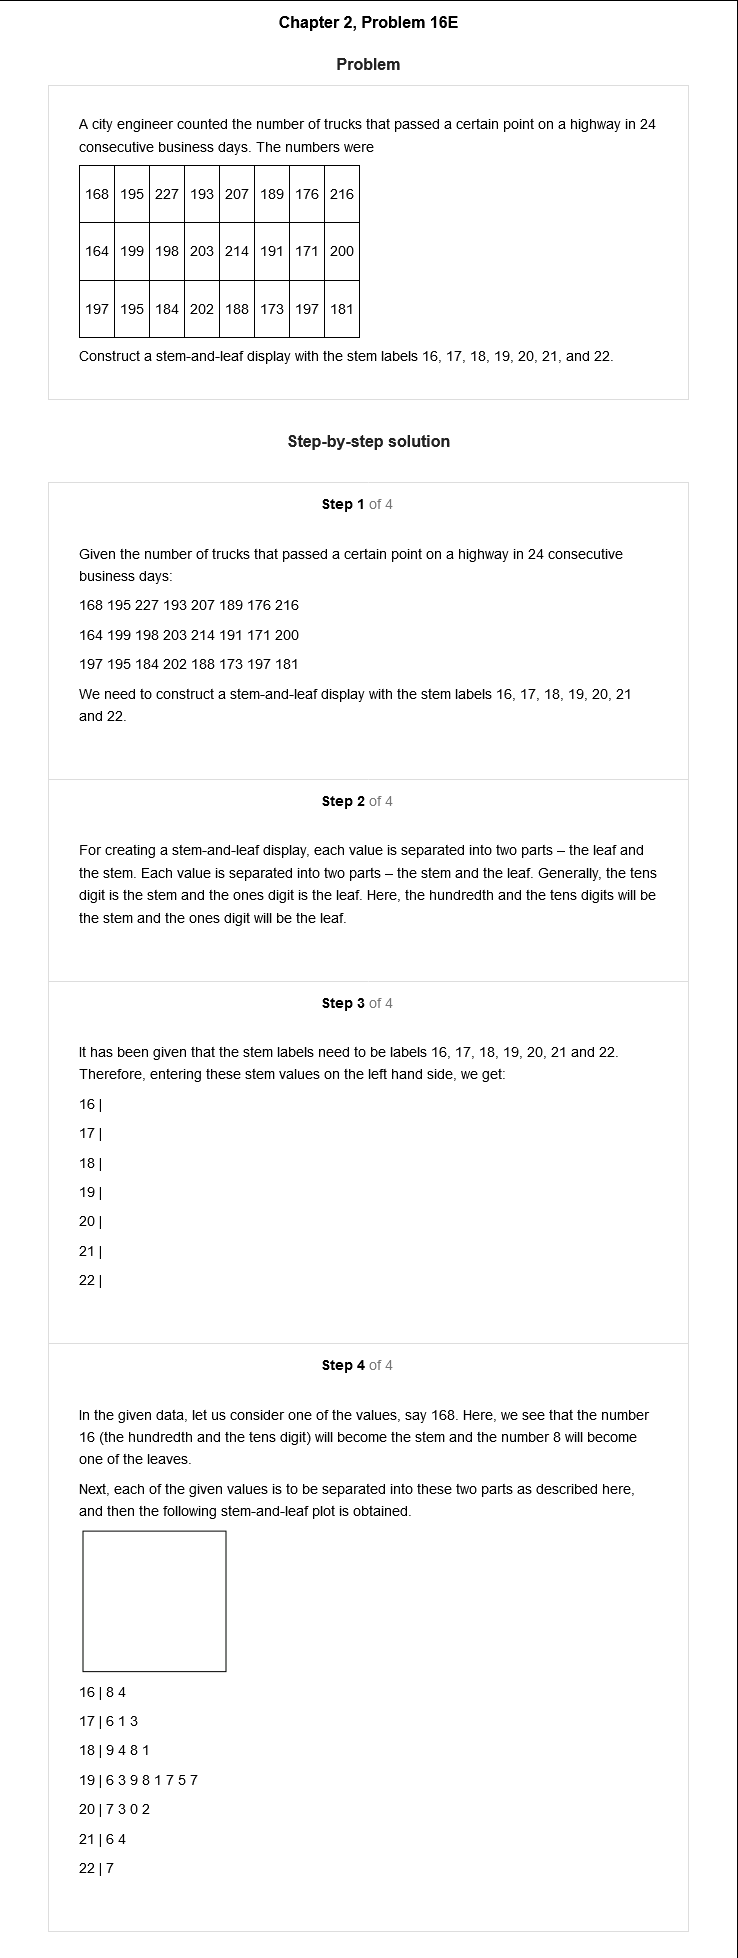 Chapter 2, Problem 16E
Problem
A city engineer counted the number of trucks that passed a certain point on a highway in 24
consecutive business days. The numbers were
168 195 227 193 207 189 176 216
164 199 198 203 214 191 171 200
197 195 184 202 188 173 197 181
Construct a stem-and-leaf display with the stem labels 16, 17, 18, 19, 20, 21, and 22.
Step-by-step solution
Step 1 of 4
Given the number of trucks that passed a certain point on a highway in 24 consecutive
business days:
168 195 227 193 207 189 176 216
164 199 198 203 214 191 171 200
197 195 184 202 188 173 197 181
We need to construct a stem-and-leaf display with the stem labels 16, 17, 18, 19, 20, 21
and 22.
Step 2 of 4
For creating a stem-and-leaf display, each value is separated into two parts – the leaf and
the stem. Each value is separated into two parts – the stem and the leaf. Generally, the tens
digit is the stem and the ones digit is the leaf. Here, the hundredth and the tens digits will be
the stem and the ones digit will be the leaf.
Step 3 of 4
It has been given that the stem labels need to be labels 16, 17, 18, 19, 20, 21 and 22.
Therefore, entering these stem values on the left hand side, we get:
16 |
17 |
18 |
19 |
20 |
21 |
22 |
Step 4 of 4
In the given data, let us consider one of the values, say 168. Here, we see that the number
16 (the hundredth and the tens digit) will become the stem and the number 8 will become
one of the leaves.
Next, each of the given values is to be separated into these two parts as described here,
and then the following stem-and-leaf plot is obtained.
16 | 8 4
17 | 6 1 3
18 | 9 4 8 1
19 | 6 3 9 8 1 7 5 7
20 | 7 3 0 2
21 | 6 4
22 | 7